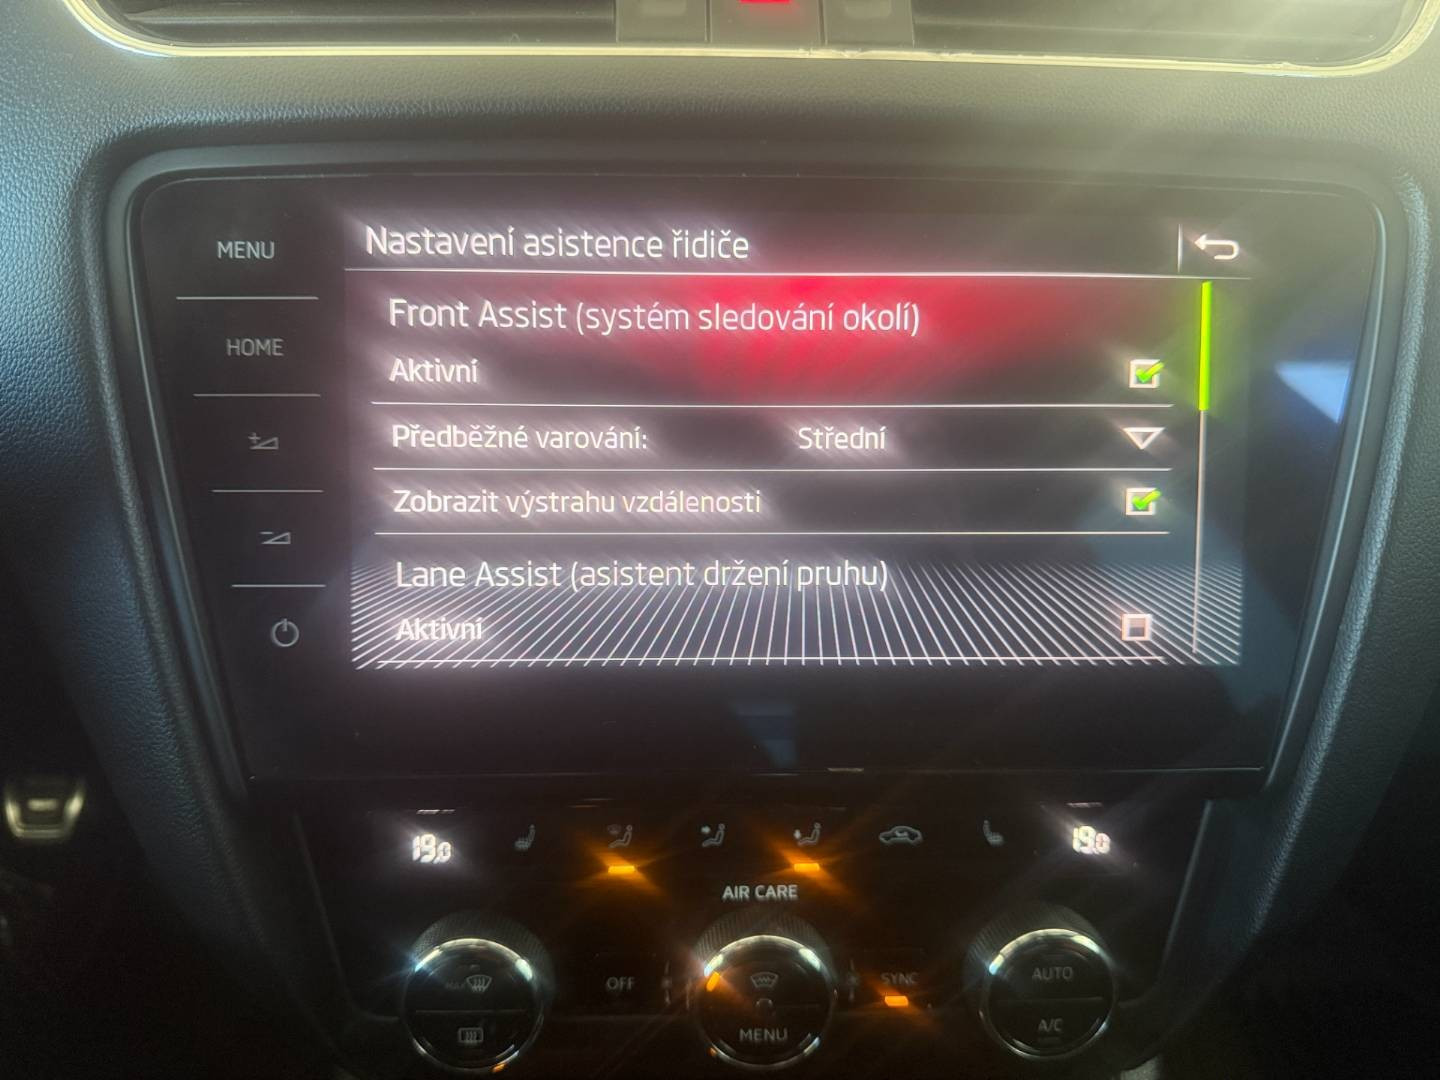 MENU
Nastavení asistence řidiče
Front Assist (systém sledování okolí)
HOME
Aktivní
Předběžné varování: Střední
Zobrazit výstrahu vzdálenosti
Lane Assist (asistent držení pruhu)
Aktivní
19,0
19,0
AIR CARE
MAX
OFF
SYNC
AUTO
MENU
A/C